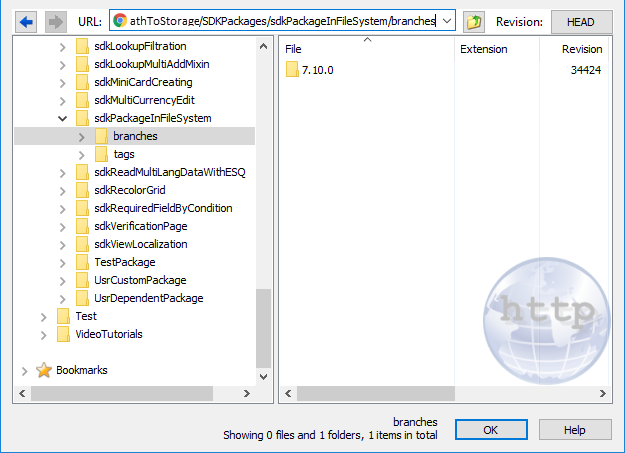 URL: athToStorage/SDKPackages/sdkPackageInFileSystem/branches Revision: HEAD
sdkLookupFiltration
sdkLookupMultiAddMixin
sdkMiniCardCreating
sdkMultiCurrencyEdit
sdkPackageInFileSystem
branches
tags
sdkReadMultiLangDataWithESQ
sdkRecolorGrid
sdkRequiredFieldByCondition
sdkVerificationPage
sdkViewLocalization
TestPackage
UsrCustomPackage
UsrDependentPackage
Test
VideoTutorials
Bookmarks
File Extension Revision
7.10.0 34424
http
branches
Showing 0 files and 1 folders, 1 items in total
OK Help